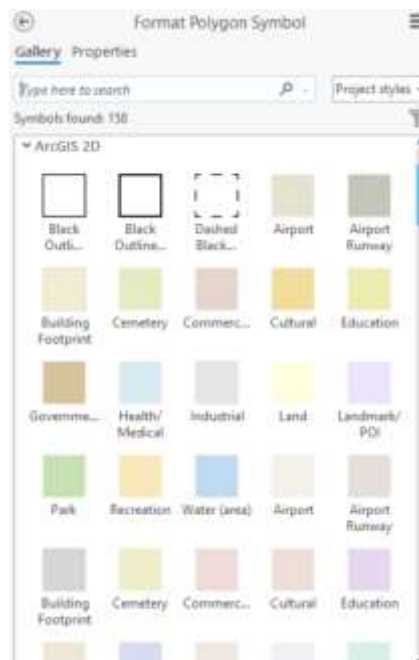 Format Polygon Symbol
Gallery Properties
Type here to search
Project styles
Symbols found: 138
ArcGIS 2D
Black Outli...
Black Outline...
Dashed Black...
Airport
Airport Runway
Building Footprint
Cemetery
Commerc...
Cultural
Education
Governme...
Health/ Medical
Industrial
Land
Landmark/ POI
Park
Recreation
Water (area)
Airport
Airport Runway
Building Footprint
Cemetery
Commerc...
Cultural
Education